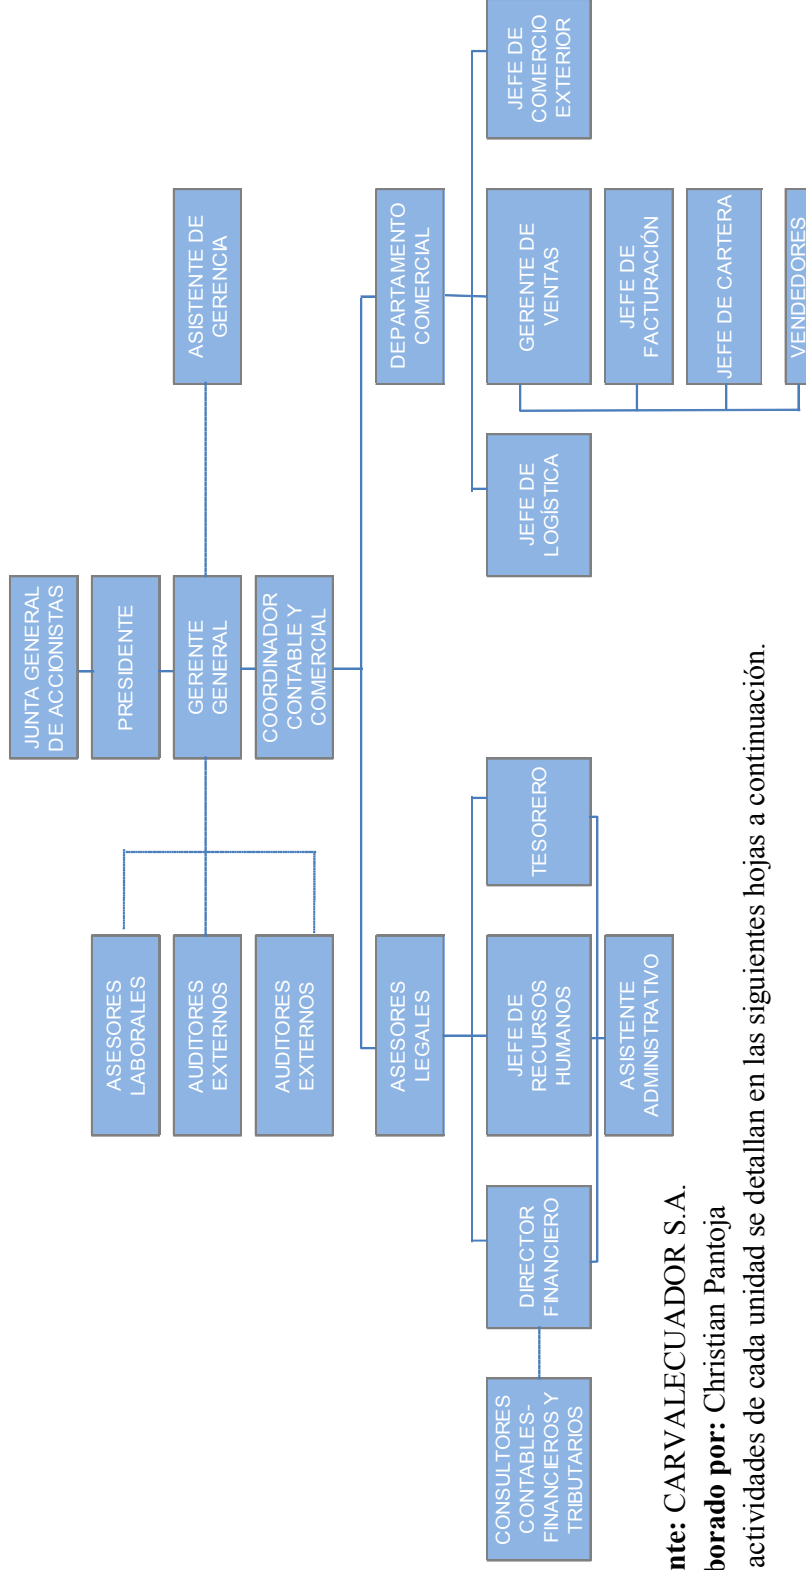 JUNTA GENERAL
DE ACCIONISTAS
PRESIDENTE
ASESORES
LABORALES
AUDITORES
EXTERNOS
GERENTE
GENERAL
ASISTENTE DE
GERENCIA
AUDITORES
EXTERNOS
COORDINADOR
CONTABLE Y
COMERCIAL
ASESORES
LEGALES
DEPARTAMENTO
COMERCIAL
CONSULTORES
CONTABLES-
FINANCIEROS Y
TRIBUTARIOS
DIRECTOR
FINANCIERO
JEFE DE
RECURSOS
HUMANOS
TESORERO
JEFE DE
LOGÍSTICA
GERENTE DE
VENTAS
JEFE DE
COMERCIO
EXTERIOR
ASISTENTE
ADMINISTRATIVO
JEFE DE
FACTURACIÓN
JEFE DE CARTERA
VENDEDORES
nte: CARVALECUADOR S.A.
borado por: Christian Pantoja
actividades de cada unidad se detallan en las siguientes hojas a continuación.